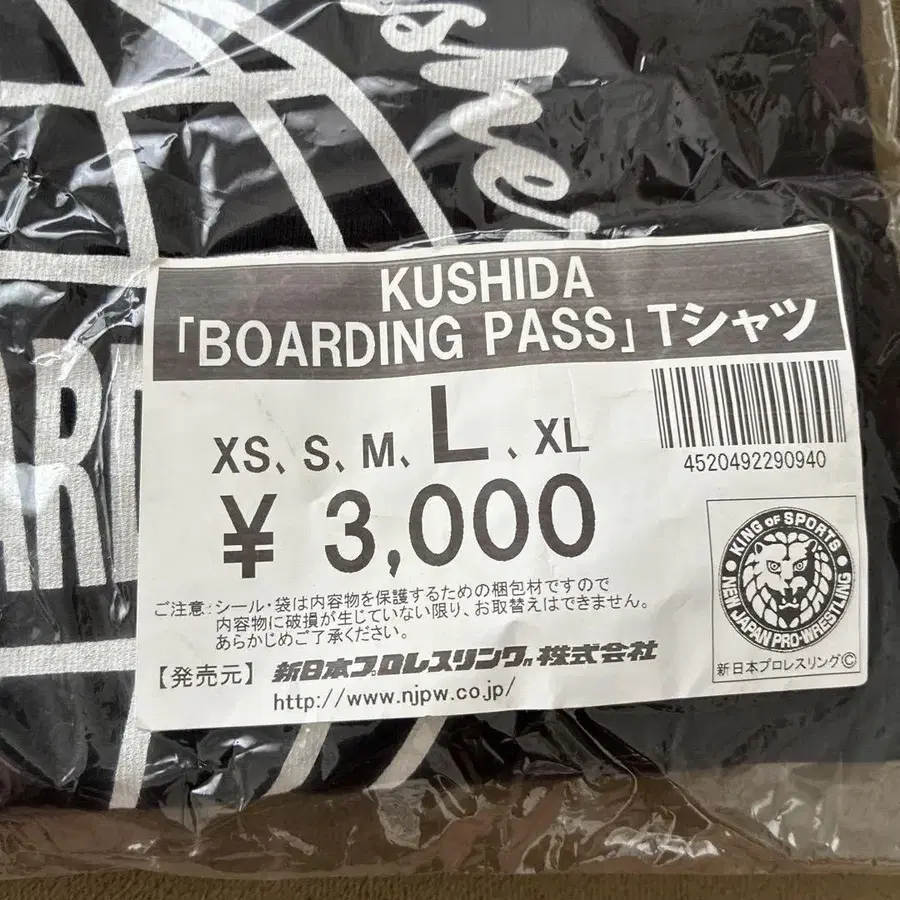 she
ARD
KUSHIDA
「BOARDING PASS」Tシャツ
XS、S、M、L、XL
¥ 3,000
4520492290940
ご注意:シール・袋は内容物を保護するための梱包材ですので
内容物に破損が生じていない限り、お取替えはできません。
あらかじめご了承ください。
【発売元】新日本プロレスリング株式会社
http://www.njpw.co.jp/
KING OF SPORTS
NEW JAPAN PRO-WRESTLING
新日本プロレスリング©